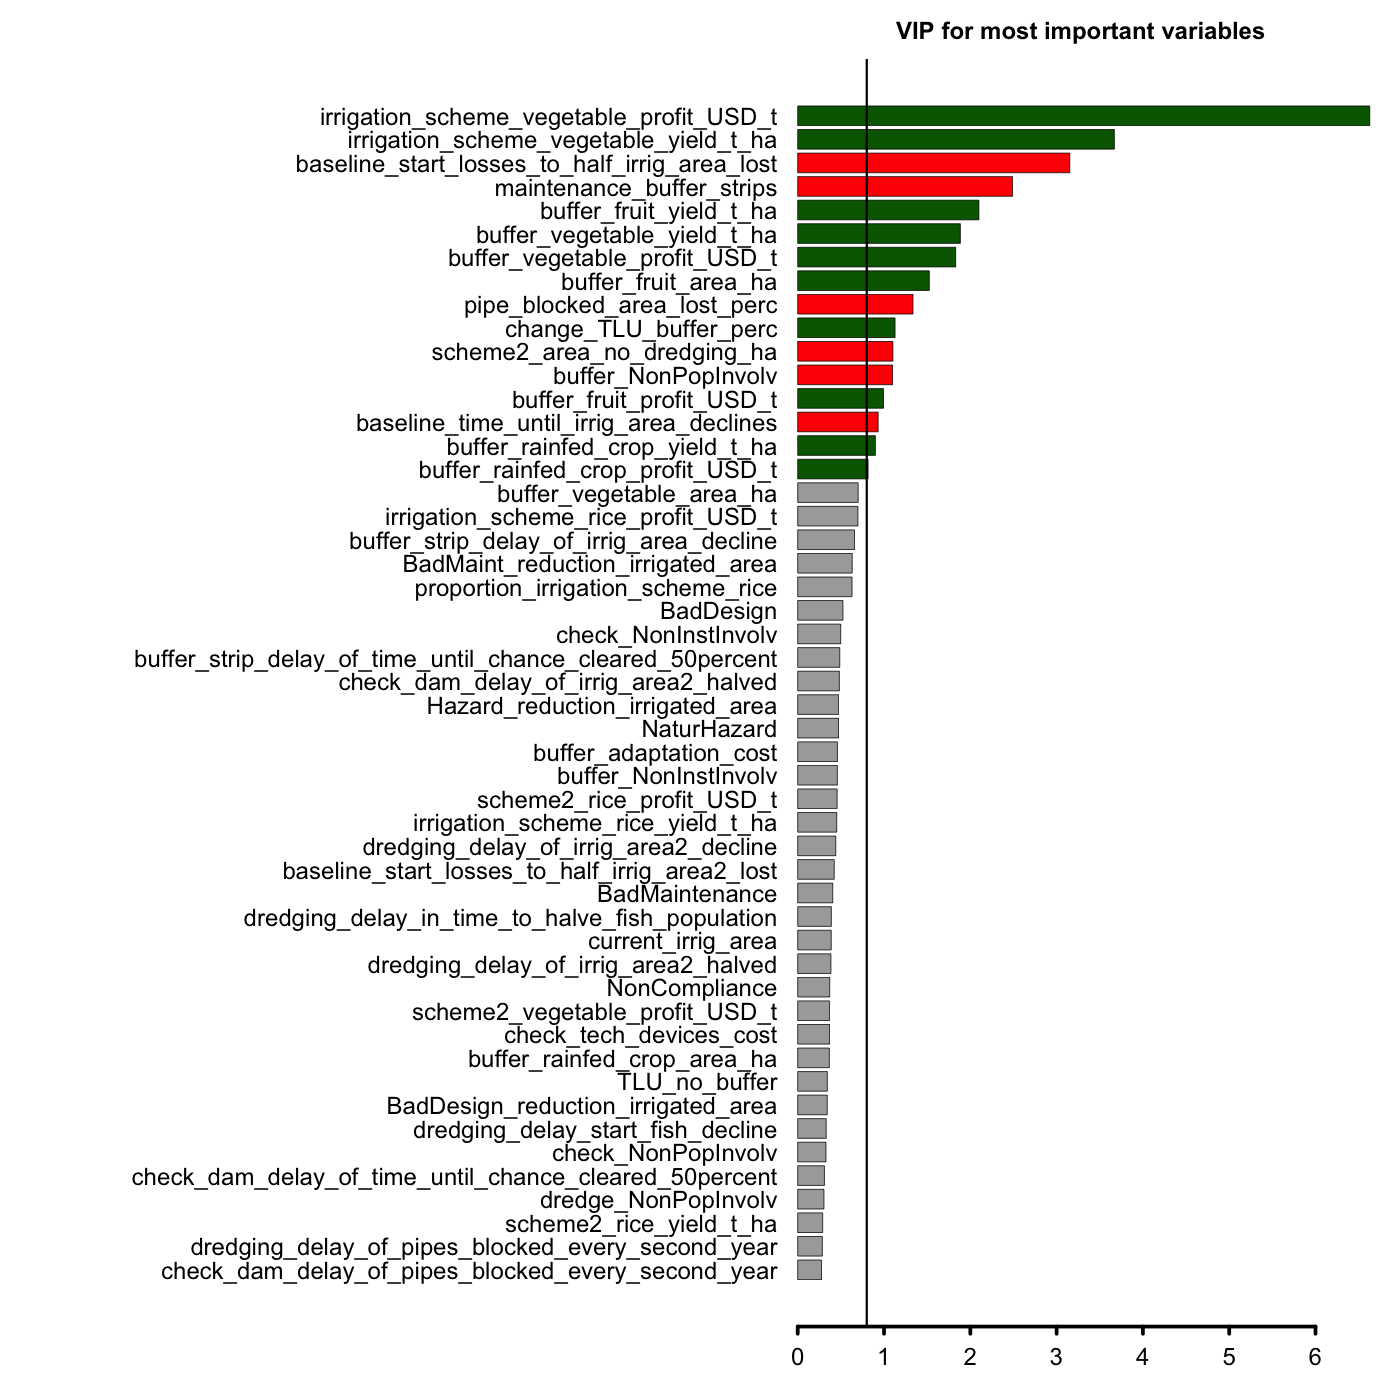 VIP for most important variables
irrigation_scheme_vegetable_profit_USD_t
irrigation_scheme_vegetable_yield_t_ha
baseline_start_losses_to_half_irrig_area_lost
maintenance_buffer_strips
buffer_fruit_yield_t_ha
buffer_vegetable_yield_t_ha
buffer_vegetable_profit_USD_t
buffer_fruit_area_ha
pipe_blocked_area_lost_perc
change_TLU_buffer_perc
scheme2_area_no_dredging_ha
buffer_NonPopInvolv
buffer_fruit_profit_USD_t
baseline_time_until_irrig_area_declines
buffer_rainfed_crop_yield_t_ha
buffer_rainfed_crop_profit_USD_t
buffer_vegetable_area_ha
irrigation_scheme_rice_profit_USD_t
buffer_strip_delay_of_irrig_area_decline
BadMaint_reduction_irrigated_area
proportion_irrigation_scheme_rice
BadDesign
check_NonInstInvolv
buffer_strip_delay_of_time_until_chance_cleared_50percent
check_dam_delay_of_irrig_area2_halved
Hazard_reduction_irrigated_area
NaturHazard
buffer_adaptation_cost
buffer_NonInstInvolv
scheme2_rice_profit_USD_t
irrigation_scheme_rice_yield_t_ha
dredging_delay_of_irrig_area2_decline
baseline_start_losses_to_half_irrig_area2_lost
BadMaintenance
dredging_delay_in_time_to_halve_fish_population
current_irrig_area
dredging_delay_of_irrig_area2_halved
NonCompliance
scheme2_vegetable_profit_USD_t
check_tech_devices_cost
buffer_rainfed_crop_area_ha
TLU_no_buffer
BadDesign_reduction_irrigated_area
dredging_delay_start_fish_decline
check_NonPopInvolv
check_dam_delay_of_time_until_chance_cleared_50percent
dredge_NonPopInvolv
scheme2_rice_yield_t_ha
dredging_delay_of_pipes_blocked_every_second_year
check_dam_delay_of_pipes_blocked_every_second_year
0 1 2 3 4 5 6